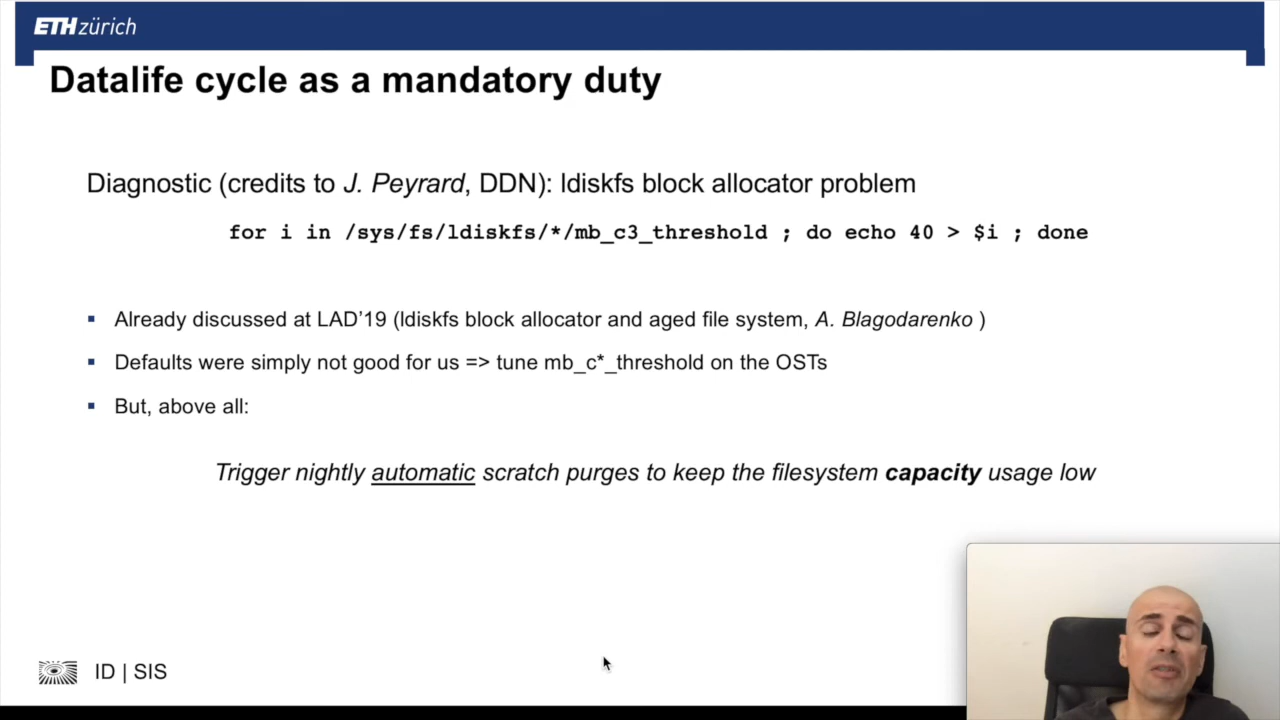 ETH zürich
Datalife cycle as a mandatory duty
Diagnostic (credits to J. Peyrard, DDN): ldiskfs block allocator problem
for i in /sys/fs/ldiskfs/*/mb_c3_threshold ; do echo 40 > $i ; done
▪ Already discussed at LAD’19 (ldiskfs block allocator and aged file system, A. Blagodarenko )
▪ Defaults were simply not good for us => tune mb_c*_threshold on the OSTs
▪ But, above all:
Trigger nightly automatic scratch purges to keep the filesystem capacity usage low
ID | SIS